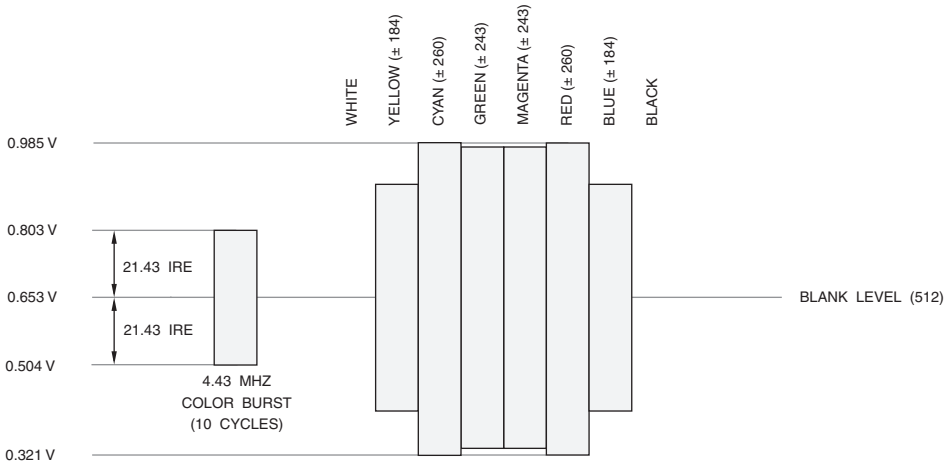 WHITE
YELLOW (± 184)
CYAN (± 260)
GREEN (± 243)
MAGENTA (± 243)
RED (± 260)
BLUE (± 184)
BLACK
0.985 V
0.803 V
21.43 IRE
0.653 V
BLANK LEVEL (512)
21.43 IRE
0.504 V
4.43 MHZ
COLOR BURST
(10 CYCLES)
0.321 V